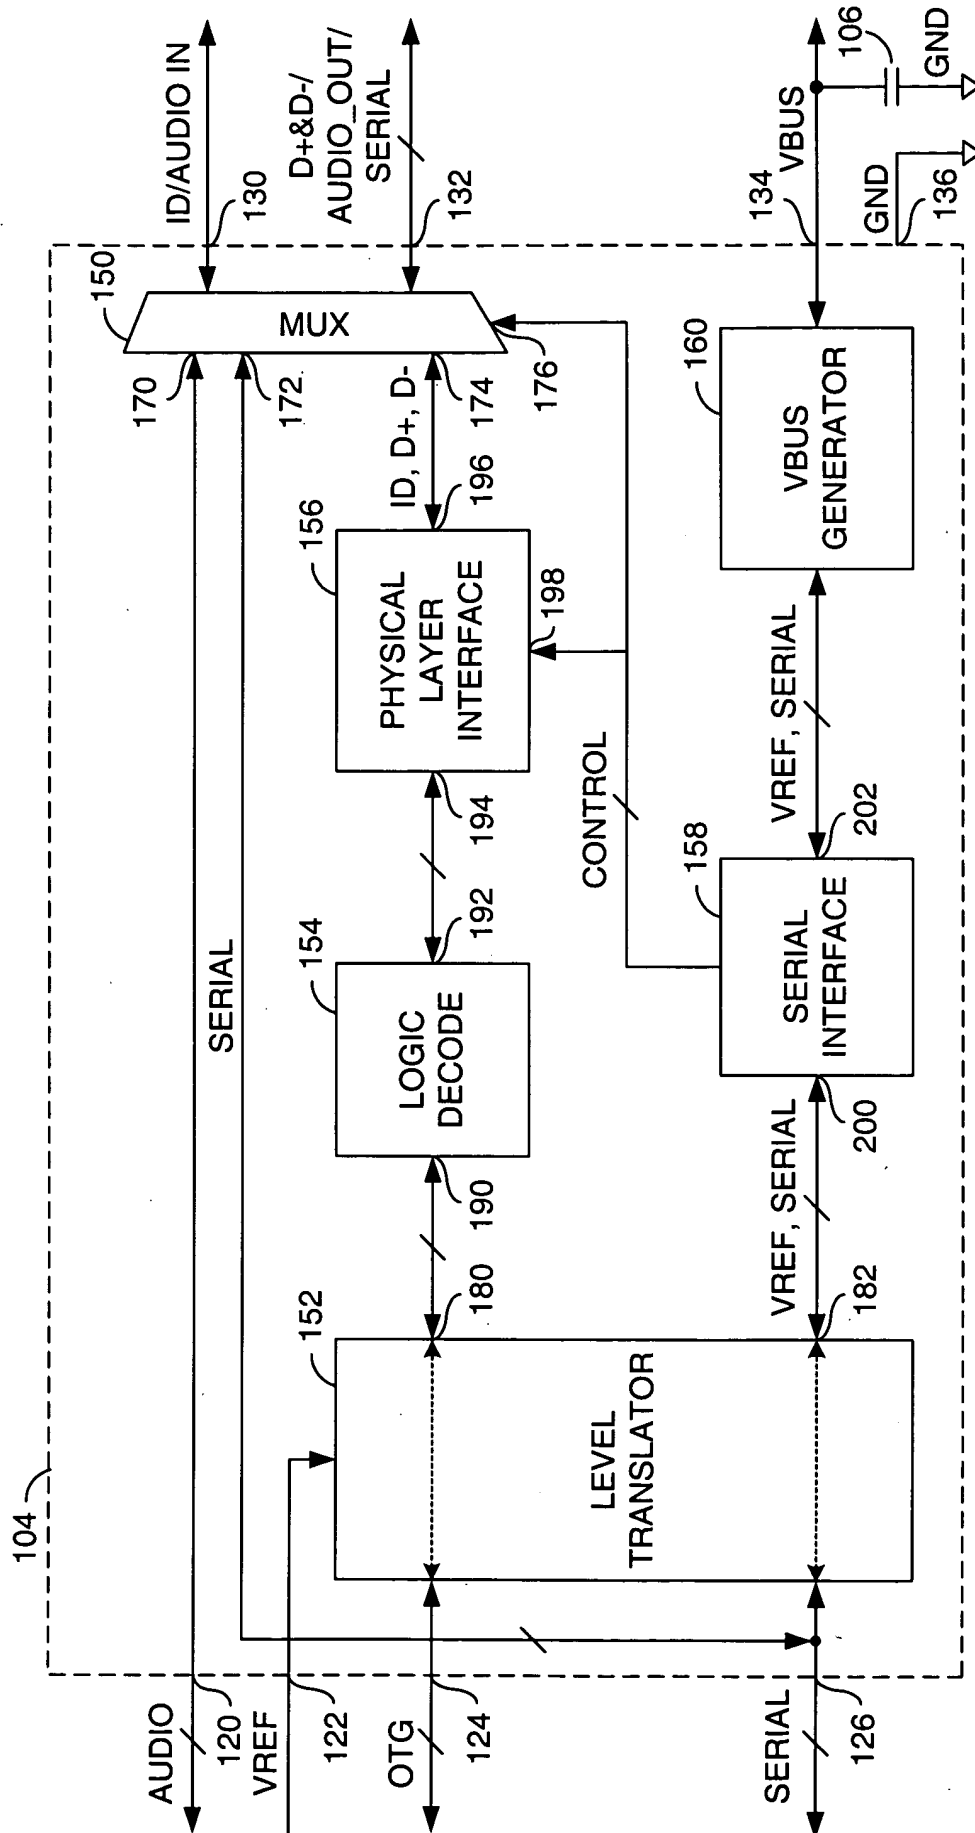 104
AUDIO
120
VREF
122
OTG
124
SERIAL
126
SERIAL
152
LEVEL
TRANSLATOR
180
182
190
VREF, SERIAL
200
154
LOGIC
DECODE
192
194
158
SERIAL
INTERFACE
202
CONTROL
VREF, SERIAL
156
PHYSICAL
LAYER
INTERFACE
196
198
ID, D+, D-
160
VBUS
GENERATOR
150
MUX
170
172
174
176
ID/AUDIO IN
130
D+&D-/
AUDIO_OUT/
SERIAL
132
VBUS
134
GND
136
106
GND